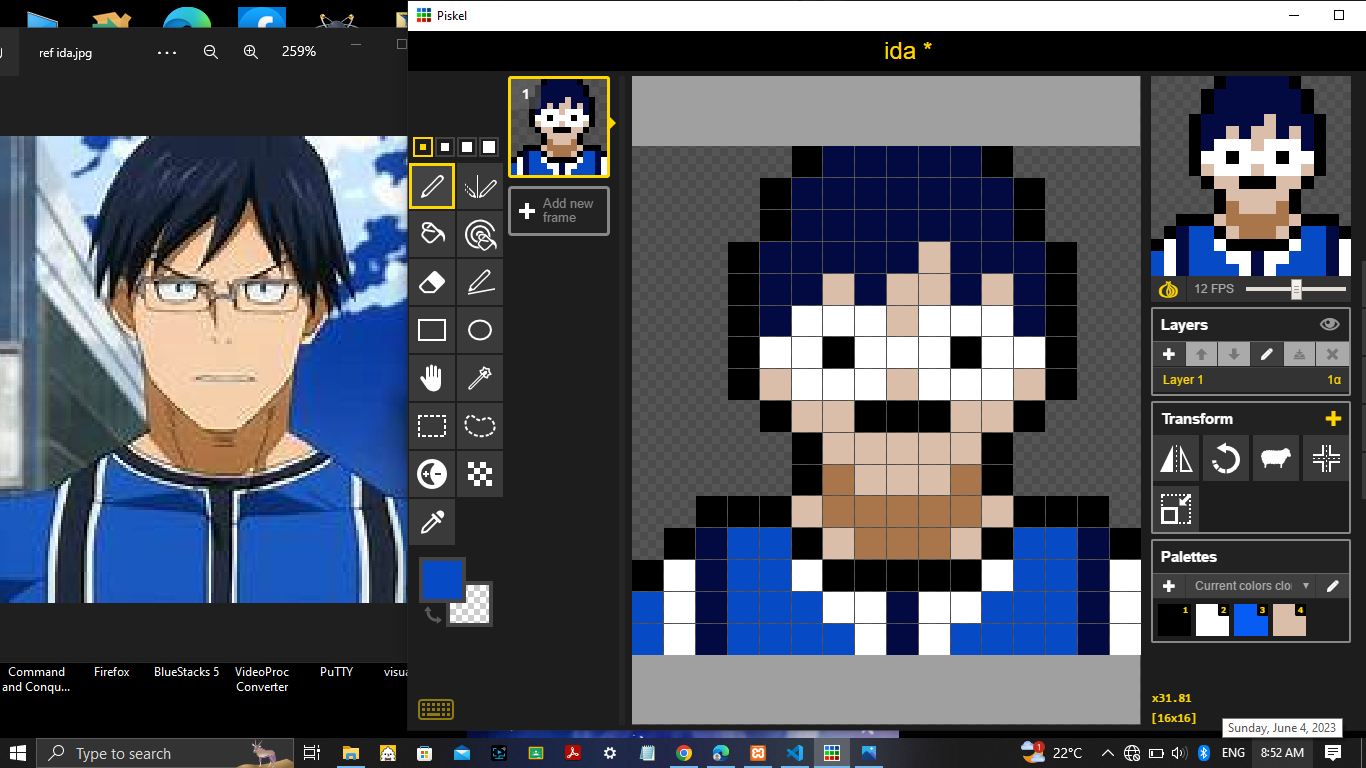 Piskel
ref ida.jpg
259%
ida *
1
Add new
frame
12 FPS
Layers
Layer 1
1α
Transform
Palettes
Current colors clo
1
2
3
4
Command
and Conqu...
Firefox
BlueStacks 5
VideoProc
Converter
PuTTY
visua
x31.81
[16x16]
Sunday, June 4, 2023
Type to search
1
22°C
ENG
8:52 AM